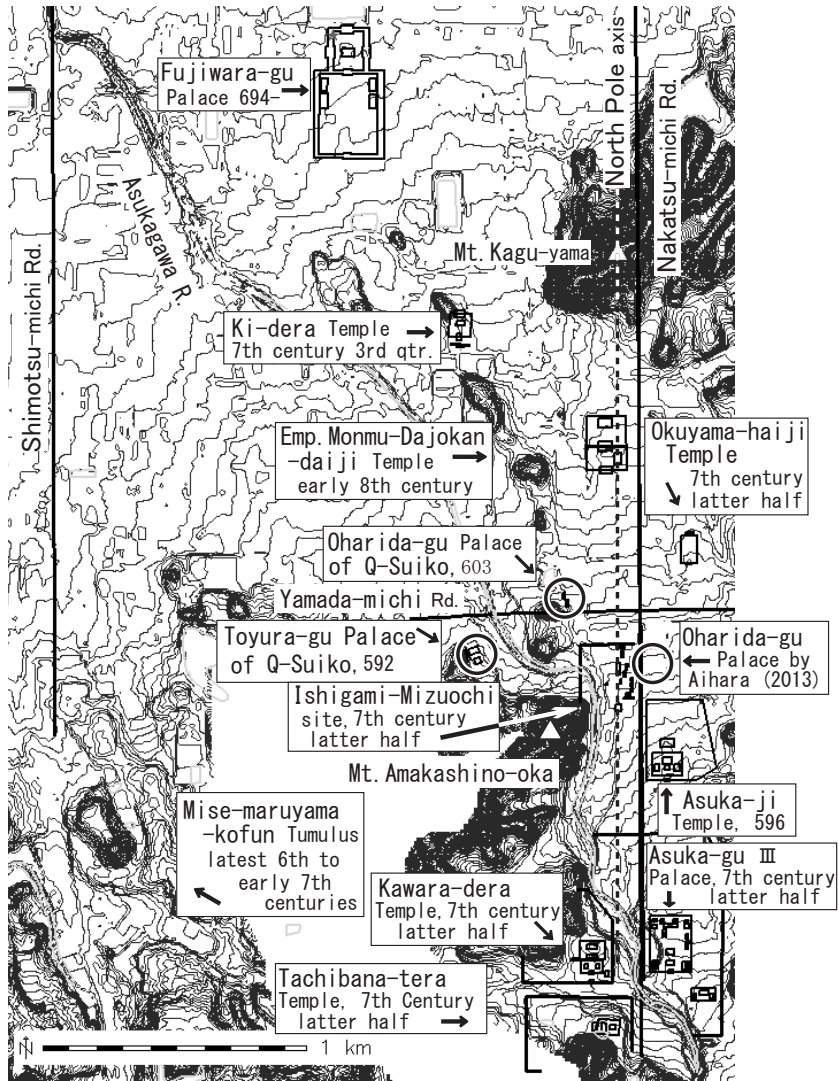 Fujiwara-gu
Palace 694-
North Pole axis
Nakatsu-michi Rd.
Asukagawa R.
Shimotsu-michi Rd.
Mt. Kagu-yama
Ki-dera Temple
7th century 3rd qtr.
Emp. Monmu-Dajokan
-daiji Temple
early 8th century
Okuyama-haiji
Temple
7th century
latter half
Oharida-gu Palace
of Q-Suiko, 603
Yamada-michi Rd.
Toyura-gu Palace
of Q-Suiko, 592
Oharida-gu
Palace by
Aihara (2013)
Ishigami-Mizuochi
site, 7th century
latter half
Mt. Amakashino-oka
Asuka-ji
Temple, 596
Mise-maruyama
-kofun Tumulus
latest 6th to
early 7th
centuries
Asuka-gu Ⅲ
Palace, 7th century
latter half
Kawara-dera
Temple, 7th century
latter half
Tachibana-tera
Temple, 7th Century
latter half
N
1 km